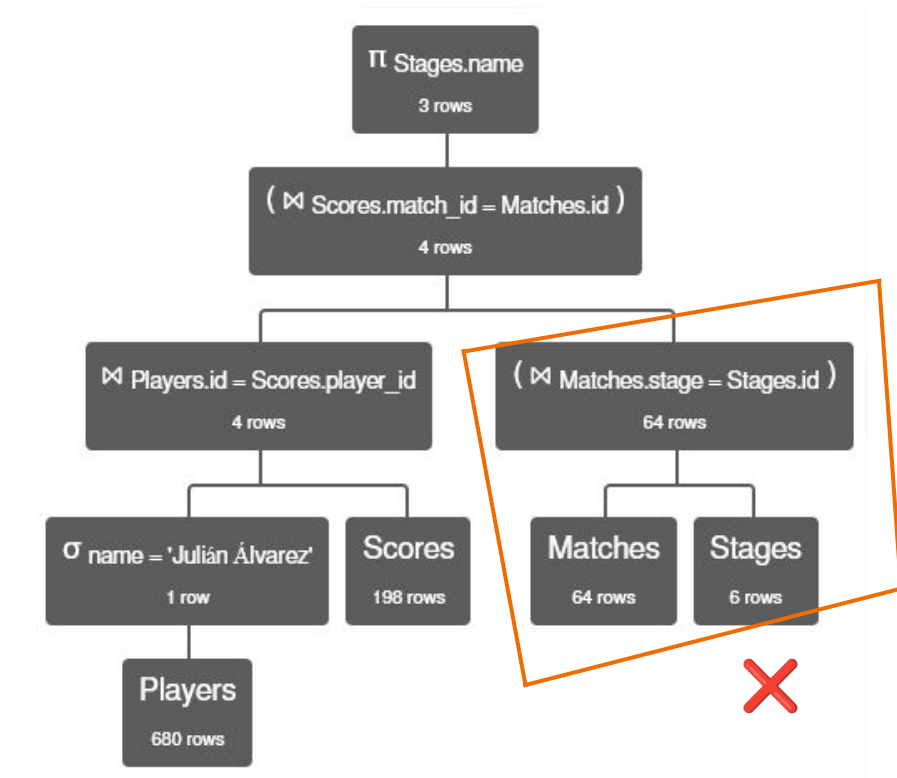 π Stages.name
3 rows
( ⋈ Scores.match_id = Matches.id )
4 rows
⋈ Players.id = Scores.player_id
4 rows
( ⋈ Matches.stage = Stages.id )
64 rows
σ name = 'Julián Álvarez'
1 row
Scores
198 rows
Matches
64 rows
Stages
6 rows
Players
680 rows